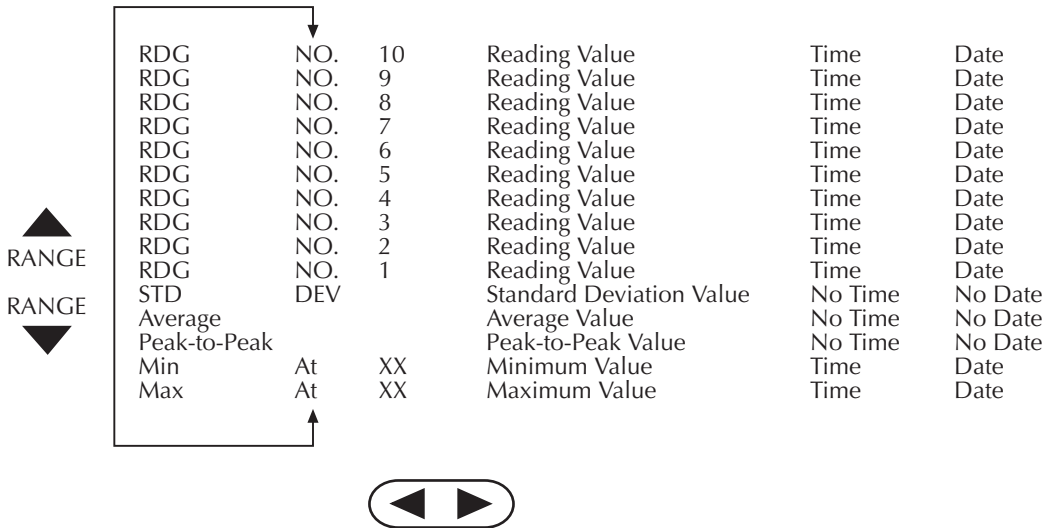 RDG NO. 10 Reading Value Time Date
RDG NO. 9 Reading Value Time Date
RDG NO. 8 Reading Value Time Date
RDG NO. 7 Reading Value Time Date
RDG NO. 6 Reading Value Time Date
RDG NO. 5 Reading Value Time Date
RDG NO. 4 Reading Value Time Date
RDG NO. 3 Reading Value Time Date
RDG NO. 2 Reading Value Time Date
RDG NO. 1 Reading Value Time Date
STD DEV Standard Deviation Value No Time No Date
Average Average Value No Time No Date
Peak-to-Peak Peak-to-Peak Value No Time No Date
Min At XX Minimum Value Time Date
Max At XX Maximum Value Time Date
RANGE
RANGE